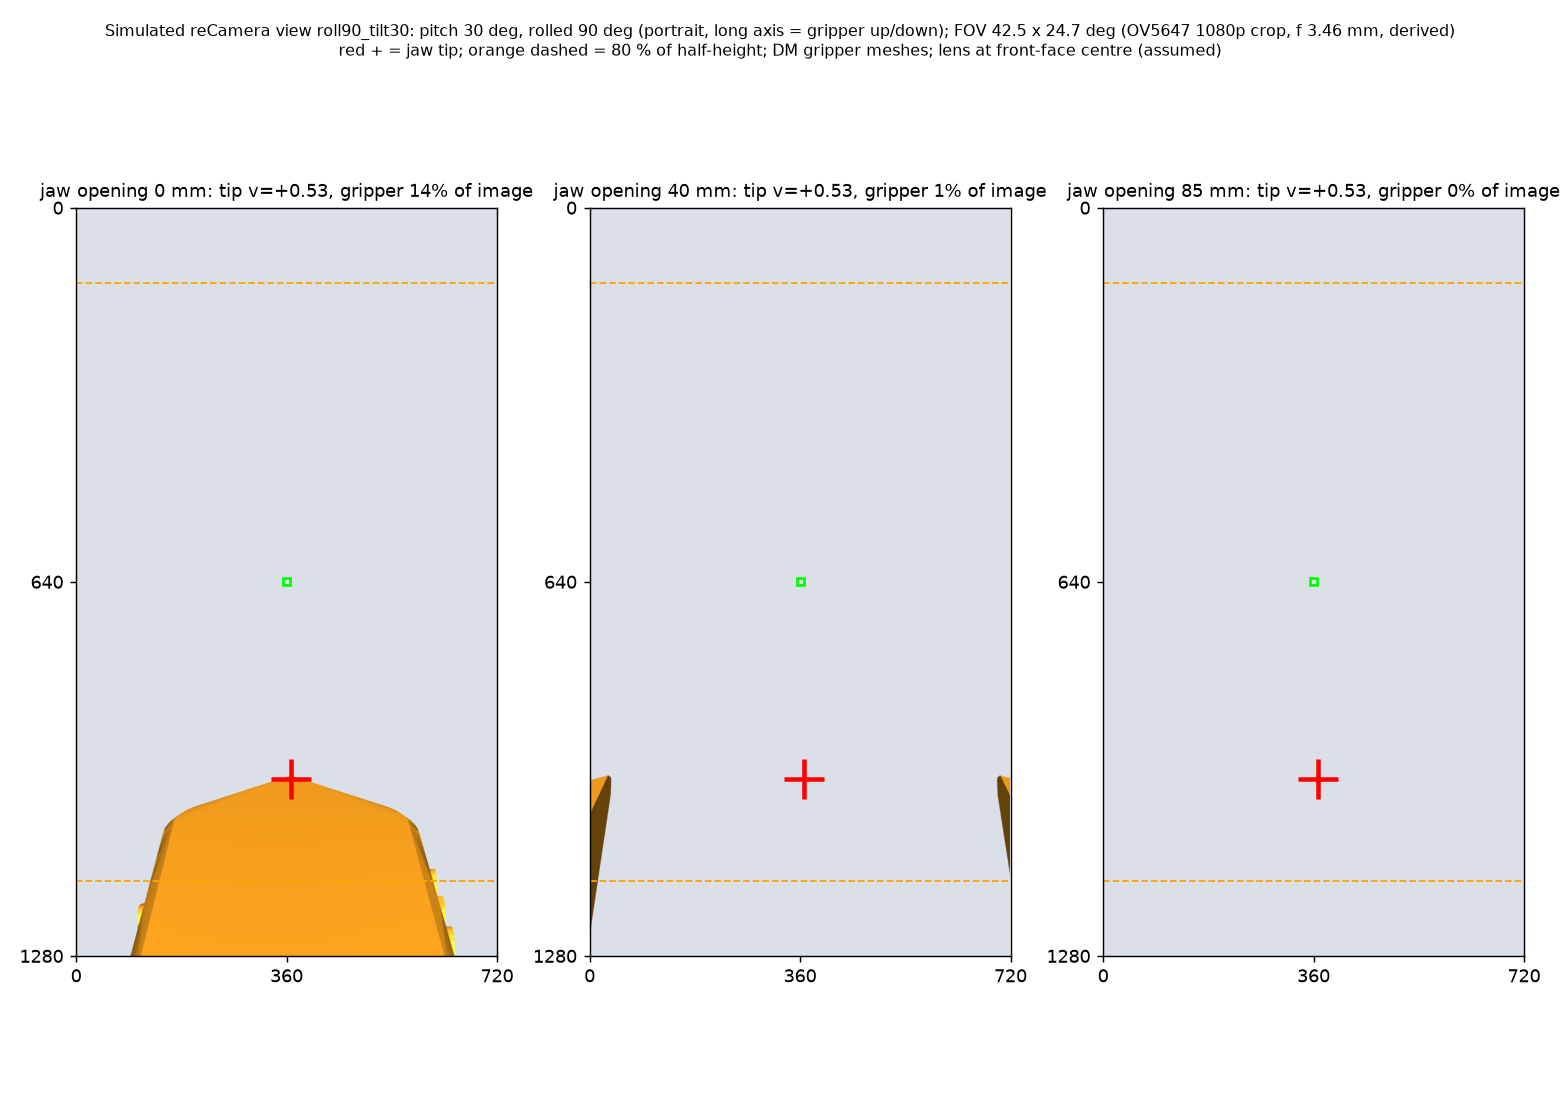 Simulated reCamera view roll90_tilt30: pitch 30 deg, rolled 90 deg (portrait, long axis = gripper up/down); FOV 42.5 x 24.7 deg (OV5647 1080p crop, f 3.46 mm, derived)
red + = jaw tip; orange dashed = 80 % of half-height; DM gripper meshes; lens at front-face centre (assumed)
jaw opening 0 mm: tip v=+0.53, gripper 14% of image
0
640
1280
0 360 720
jaw opening 40 mm: tip v=+0.53, gripper 1% of image
0
640
1280
0 360 720
jaw opening 85 mm: tip v=+0.53, gripper 0% of image
0
640
1280
0 360 720